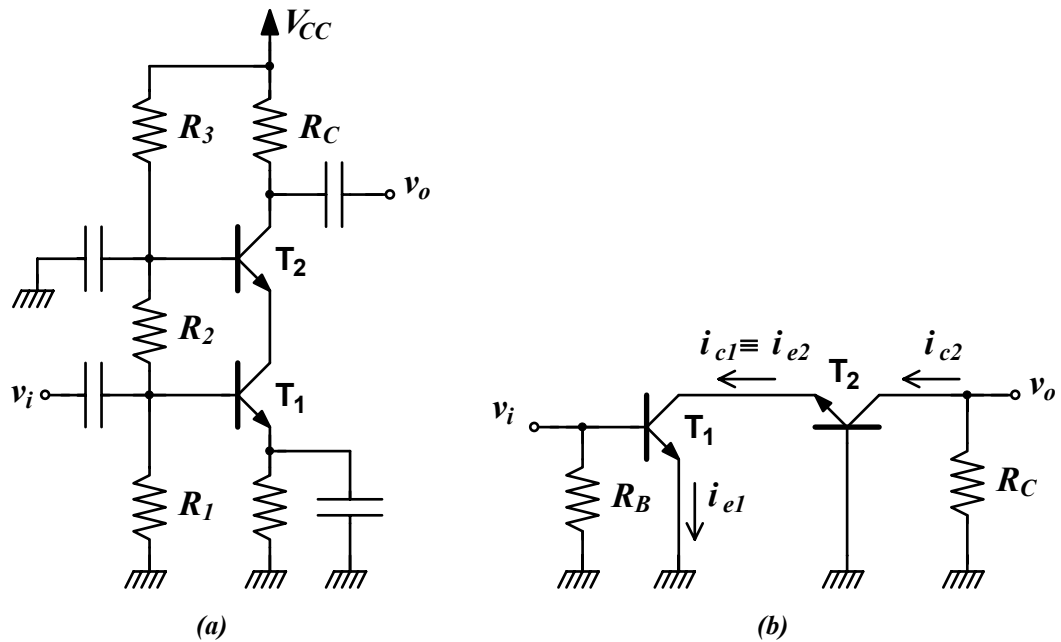 V_CC
R_3
R_C
v_o
T_2
R_2
v_i
T_1
R_1
(a)
i_c1 ≡ i_e2
i_c2
T_2
v_o
v_i
T_1
R_B
i_e1
R_C
(b)